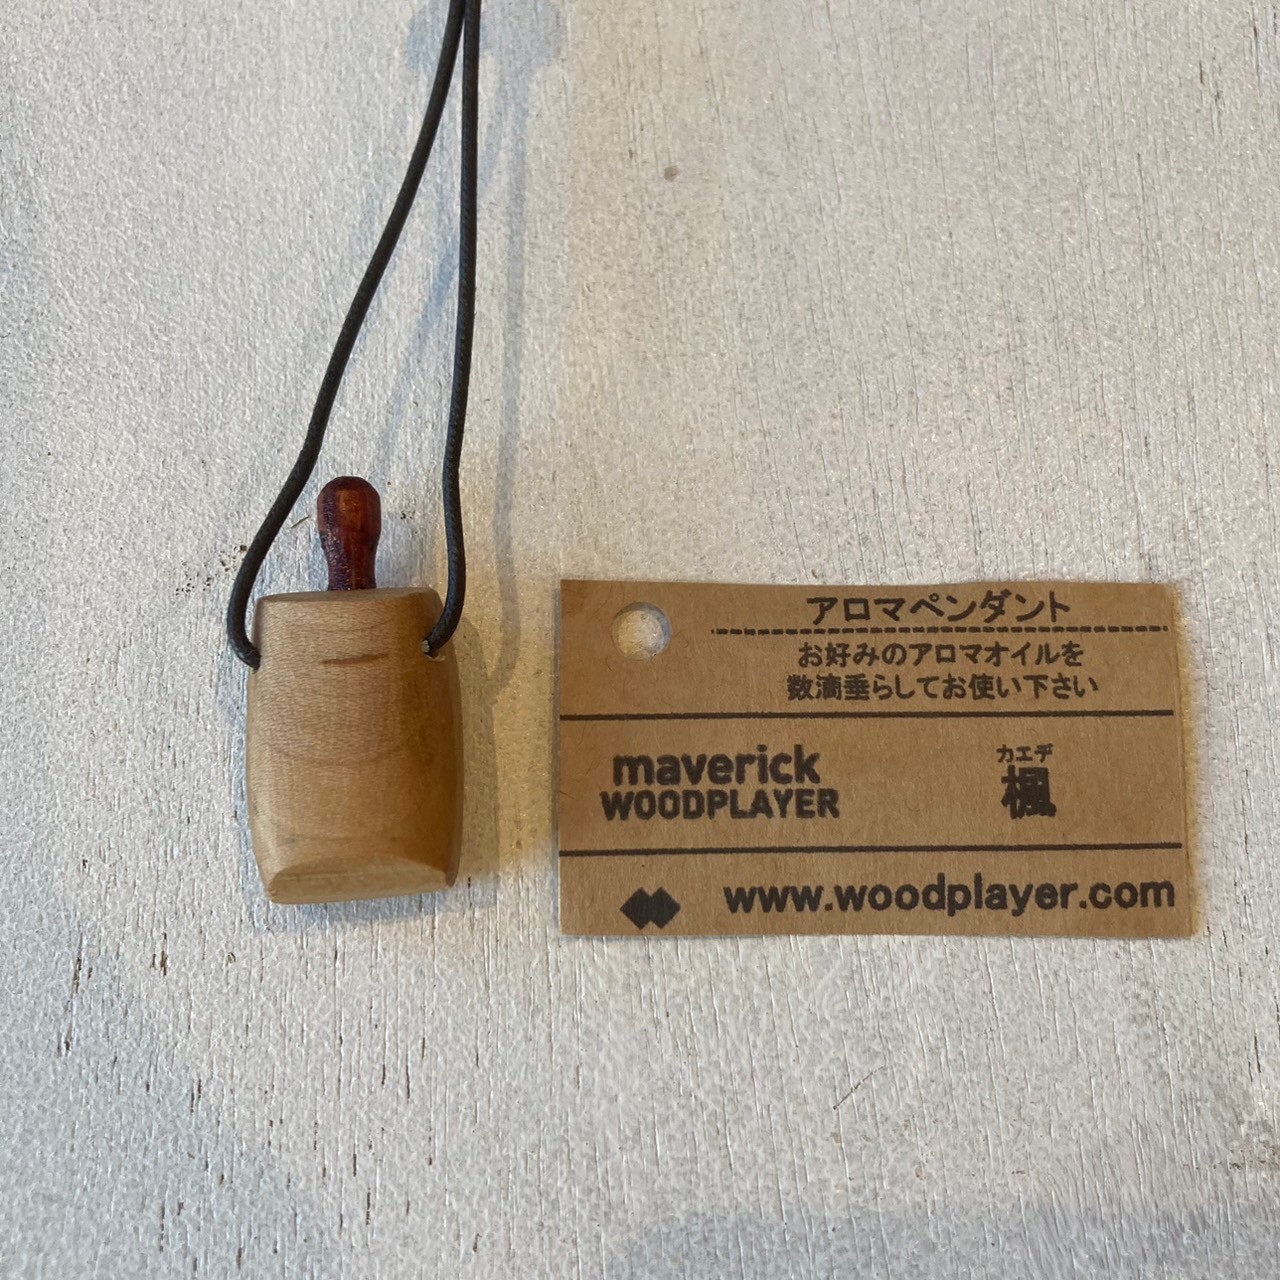 アロマペンダント
お好みのアロマオイルを
数滴垂らしてお使い下さい
maverick
WOODPLAYER
カエデ
楓
www.woodplayer.com